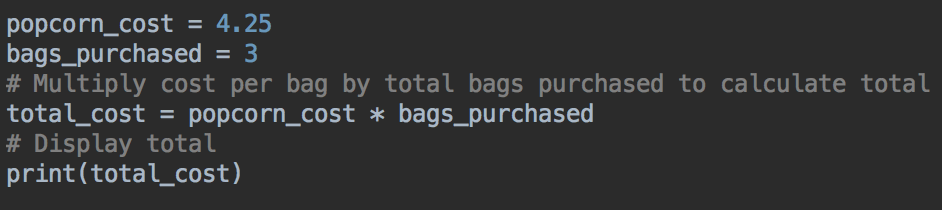 popcorn_cost = 4.25
bags_purchased = 3
# Multiply cost per bag by total bags purchased to calculate total
total_cost = popcorn_cost * bags_purchased
# Display total
print(total_cost)